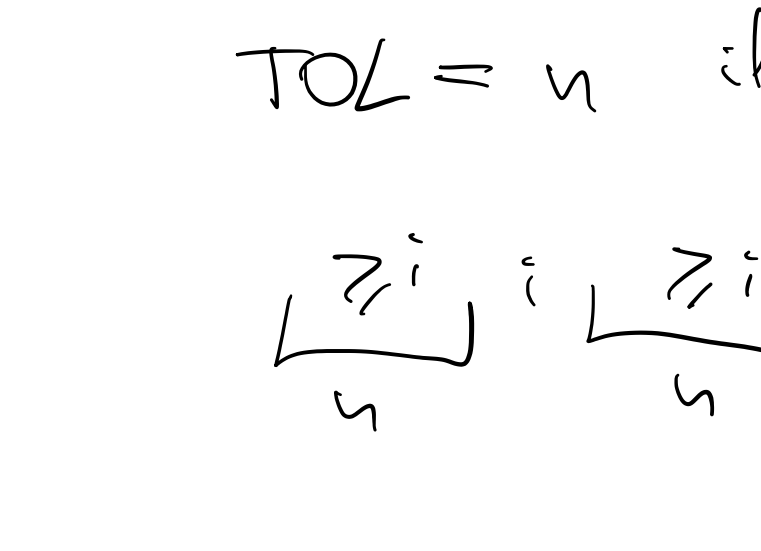 TOL = n
≥ i i ≥ i
n n